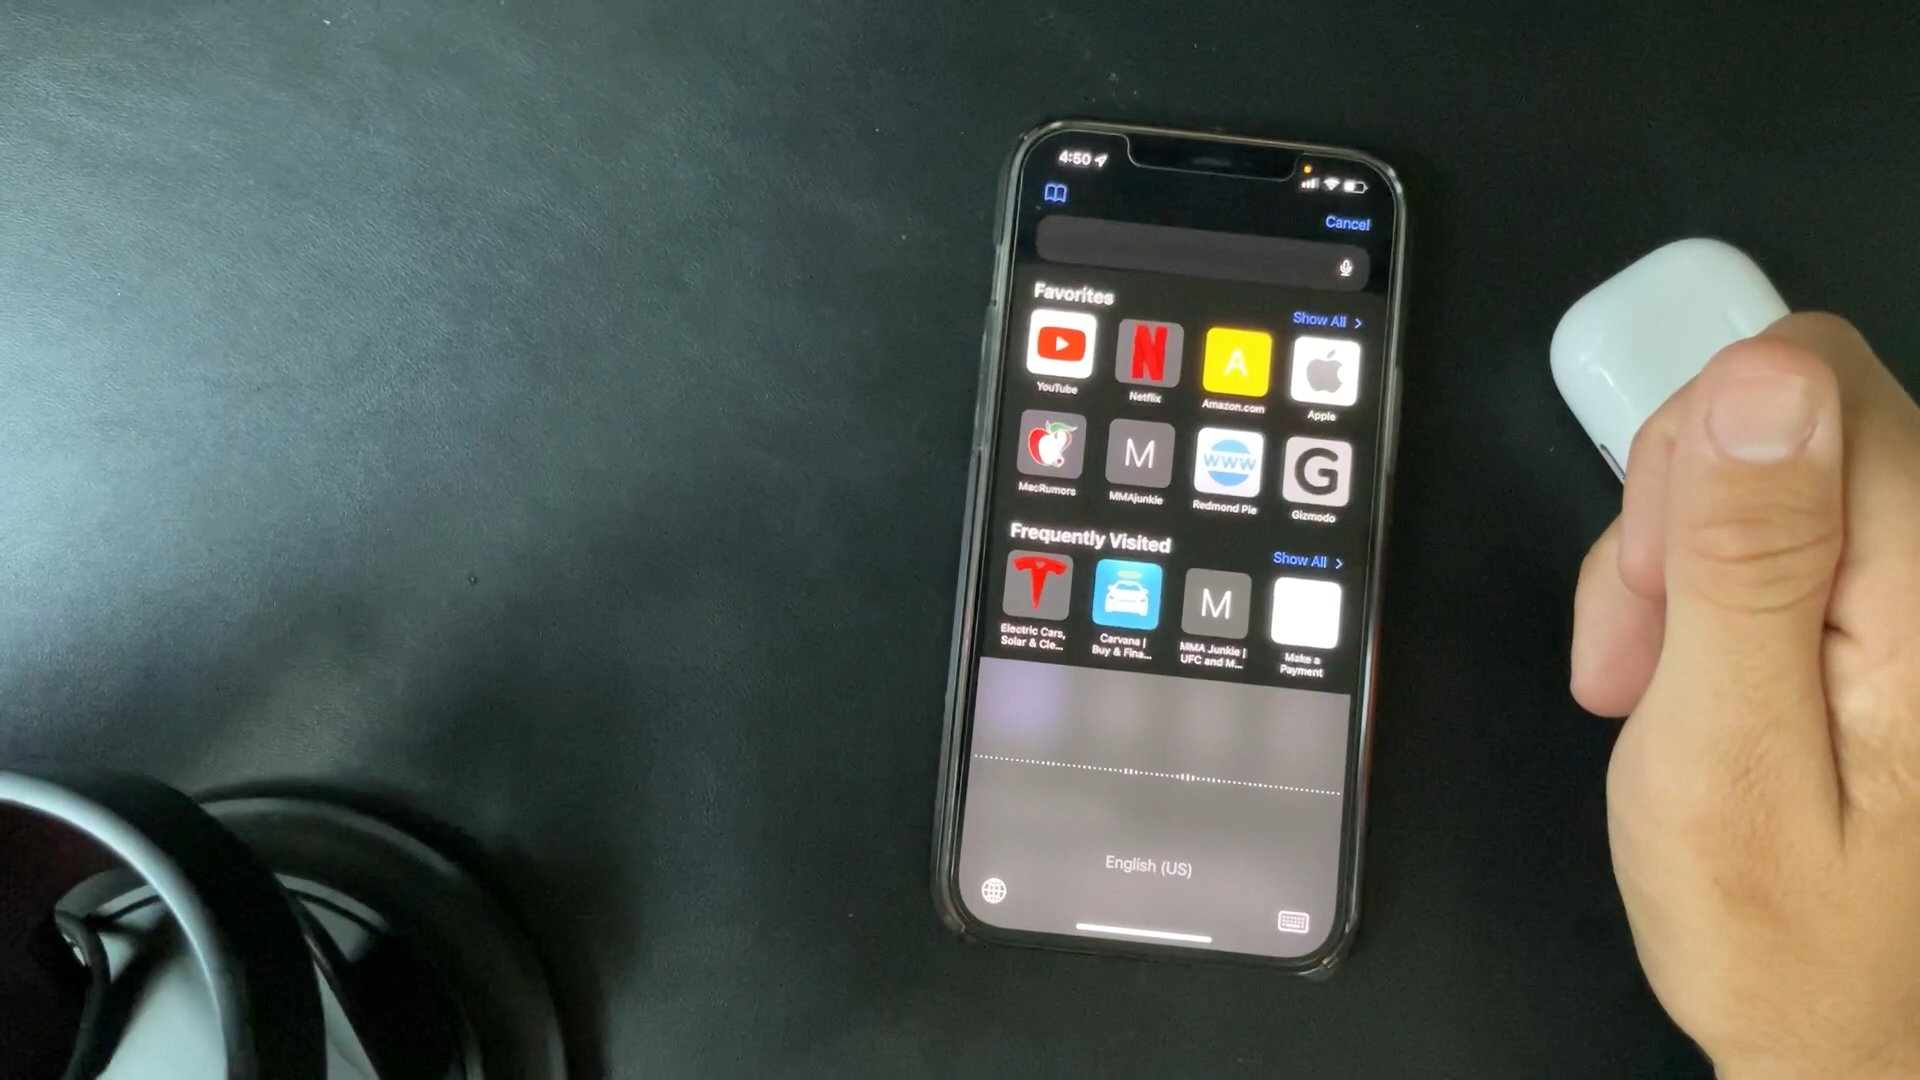 4:50
Cancel
Favorites
Show All >
YouTube
N
Netflix
A
Amazon.com
Apple
MacRumors
M
MMAjunkie
www
Redmond Pie
G
Gizmodo
Frequently Visited
Show All >
Electric Cars,
Solar & Cle...
Carvana |
Buy & Fina...
M
MMA Junkie |
UFC and M...
Make a
Payment
English (US)